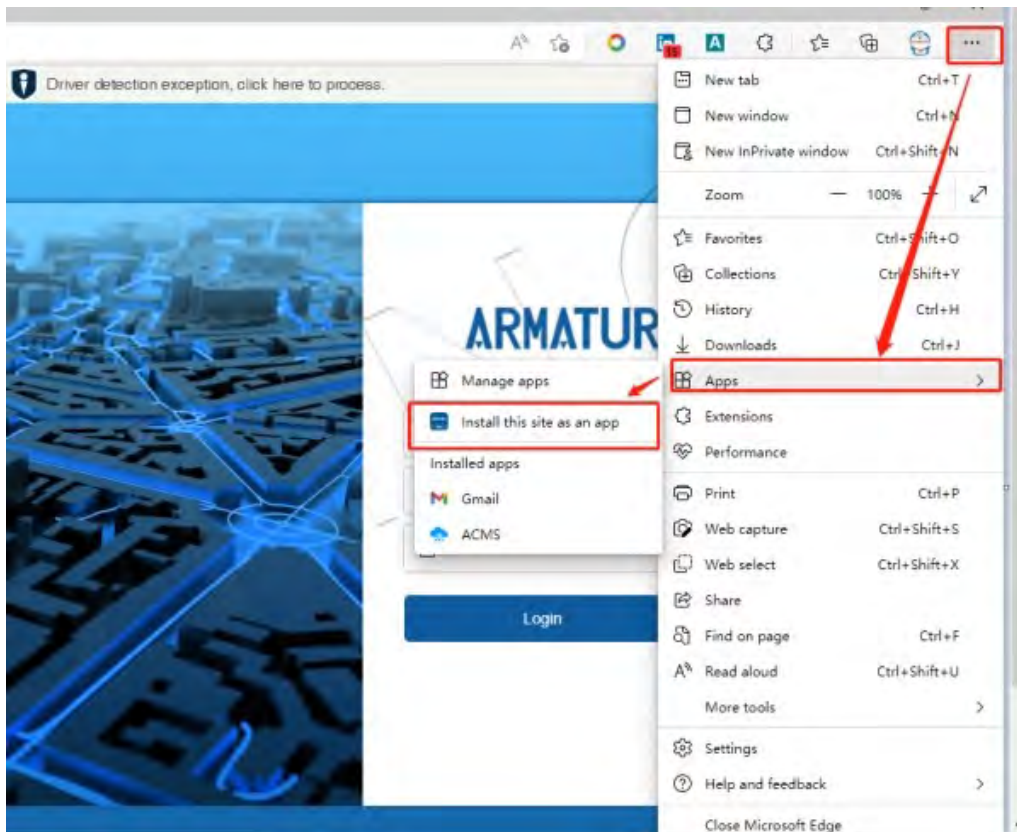 A
15
A
...
Driver detection exception, click here to process.
New tab Ctrl+T
New window Ctrl+N
New InPrivate window Ctrl+Shift+N
Zoom — 100% +
Favorites Ctrl+Shift+O
Collections Ctrl+Shift+Y
History Ctrl+H
ARMATUR
Downloads Ctrl+J
Manage apps
Apps >
Install this site as an app
Extensions
Installed apps
Performance
Gmail
Print Ctrl+P
ACMS
Web capture Ctrl+Shift+S
Web select Ctrl+Shift+X
Share
Login
Find on page Ctrl+F
Read aloud Ctrl+Shift+U
More tools >
Settings
Help and feedback >
Close Microsoft Edge